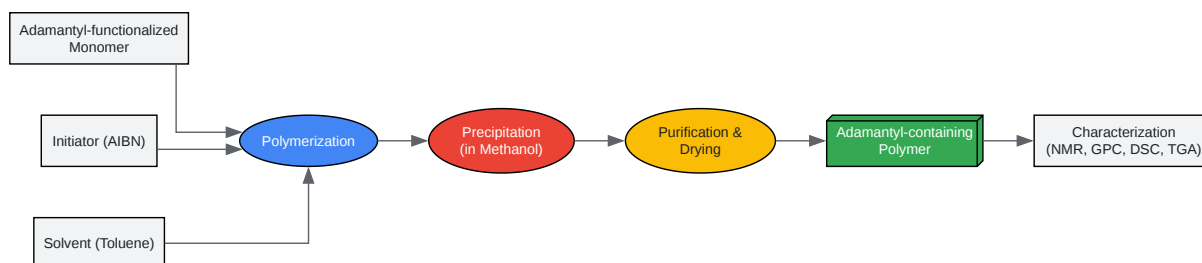 Adamantyl-functionalized
Monomer
Initiator (AIBN)
Solvent (Toluene)
Polymerization
Precipitation
(in Methanol)
Purification &
Drying
Adamantyl-containing
Polymer
Characterization
(NMR, GPC, DSC, TGA)